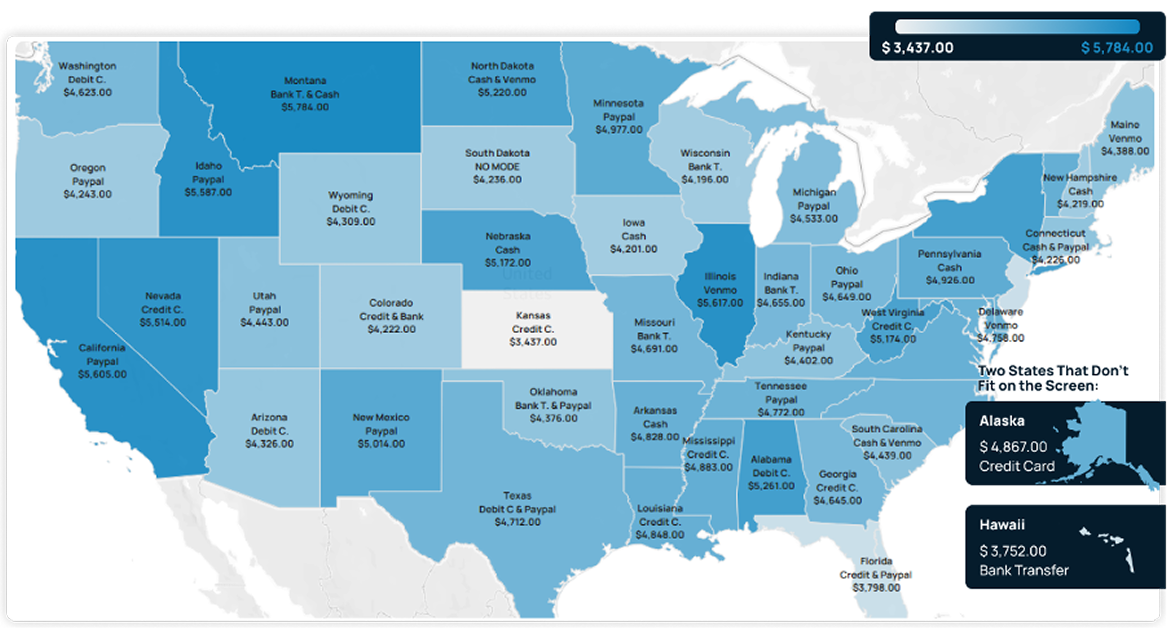 $ 3,437.00
$ 5,784.00
Washington
Debit C.
$4,623.00
Montana
Bank T. & Cash
$5,784.00
North Dakota
Cash & Venmo
$5,220.00
Minnesota
Paypal
$4,977.00
Maine
Venmo
$4,388.00
Oregon
Paypal
$4,243.00
Idaho
Paypal
$5,587.00
South Dakota
NO MODE
$4,236.00
Wisconsin
Bank T.
$4,196.00
Wyoming
Debit C.
$4,309.00
Michigan
Paypal
$4,533.00
New Hampshire
Cash
$4,219.00
Nebraska
Cash
$5,172.00
Iowa
Cash
$4,201.00
Connecticut
Cash & Paypal
$4,226.00
Pennsylvania
Cash
$4,926.00
United
States
Nevada
Credit C.
$5,514.00
Utah
Paypal
$4,443.00
Colorado
Credit & Bank
$4,222.00
Kansas
Credit C.
$3,437.00
Illinois
Venmo
$5,617.00
Indiana
Bank T.
$4,655.00
Ohio
Paypal
$4,649.00
West Virginia
Credit C.
$5,174.00
Delaware
Venmo
$4,758.00
California
Paypal
$5,605.00
Missouri
Bank T.
$4,691.00
Kentucky
Paypal
$4,402.00
Two States That Don't
Fit on the Screen:
Arizona
Debit C.
$4,326.00
New Mexico
Paypal
$5,014.00
Oklahoma
Bank T. & Paypal
$4,376.00
Arkansas
Cash
$4,828.00
Tennessee
Paypal
$4,772.00
Mississippi
Credit C.
$4,883.00
Alabama
Debit C.
$5,261.00
Georgia
Credit C.
$4,645.00
South Carolina
Cash & Venmo
$4,439.00
Alaska
$ 4,867.00
Credit Card
Texas
Debit C & Paypal
$4,712.00
Louisiana
Credit C.
$4,848.00
Florida
Credit & Paypal
$3,798.00
Hawaii
$ 3,752.00
Bank Transfer